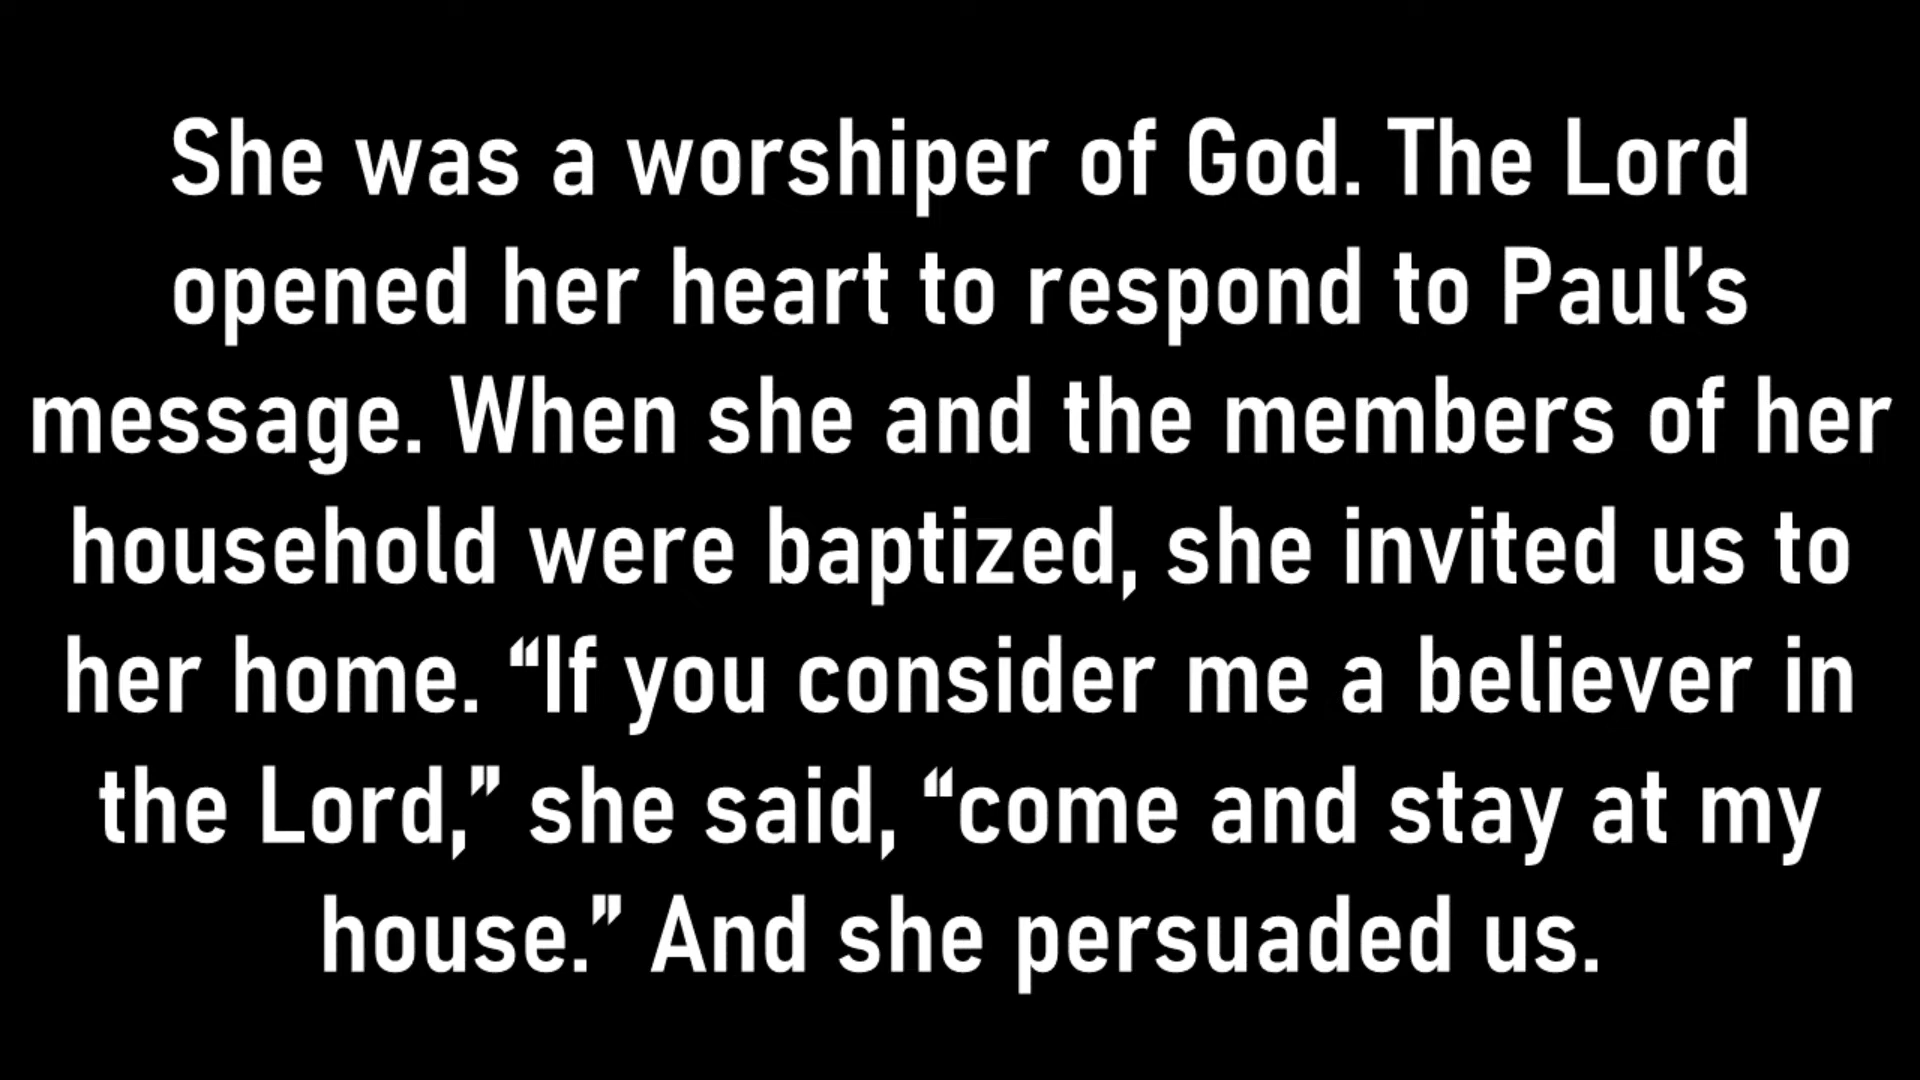 She was a worshiper of God. The Lord
opened her heart to respond to Paul’s
message. When she and the members of her
household were baptized, she invited us to
her home. “If you consider me a believer in
the Lord,” she said, “come and stay at my
house.” And she persuaded us.